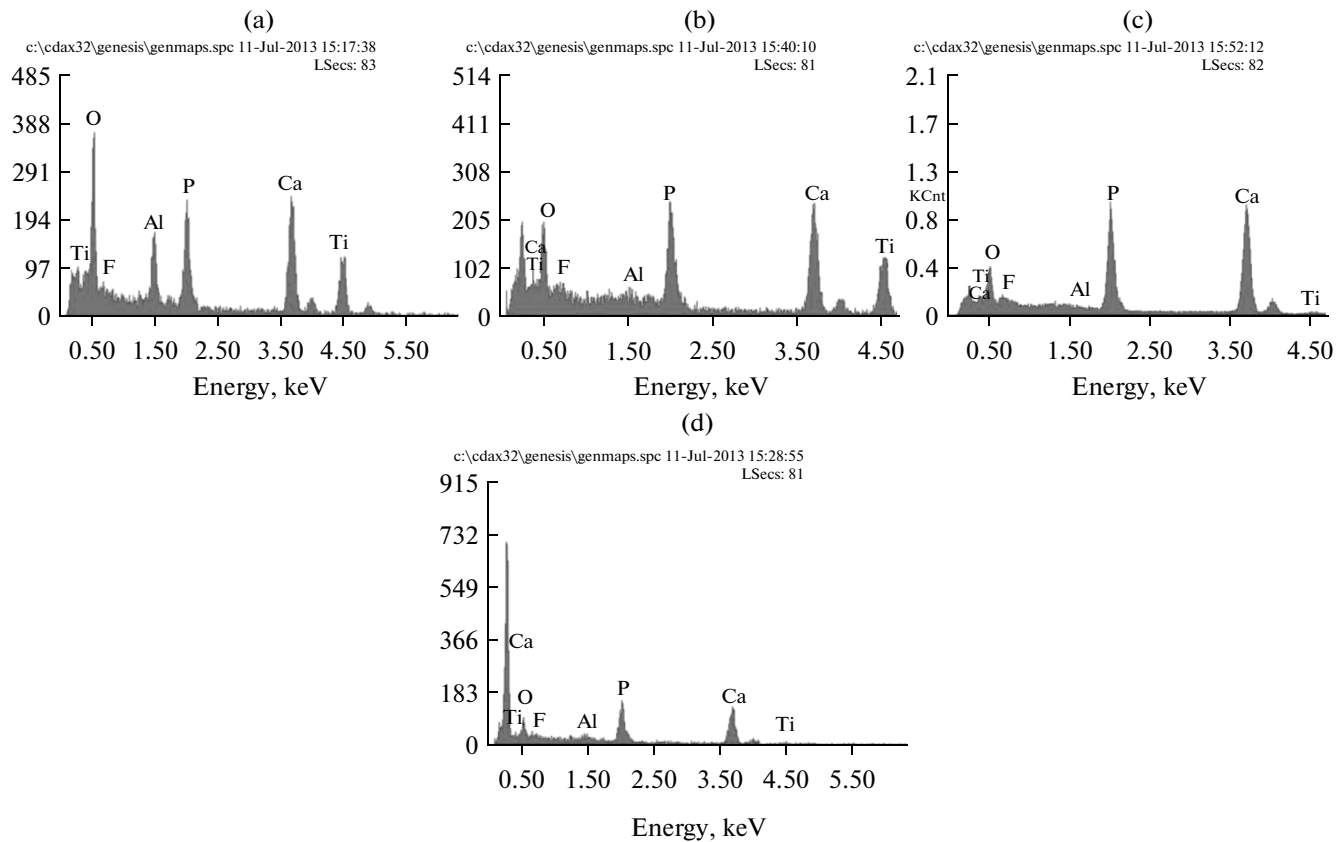 (a)
c:\cdax32\genesis\genmaps.spc 11-Jul-2013 15:17:38
LSecs: 83
485
388
291
194
97
0
O
Ti
F
Al
P
Ca
Ti
0.50 1.50 2.50 3.50 4.50 5.50
Energy, keV
(b)
c:\cdax32\genesis\genmaps.spc 11-Jul-2013 15:40:10
LSecs: 81
514
411
308
205
102
0
O
Ca
Ti
F
Al
P
Ca
Ti
0.50 1.50 2.50 3.50 4.50
Energy, keV
(c)
c:\cdax32\genesis\genmaps.spc 11-Jul-2013 15:52:12
LSecs: 82
2.1
1.7
1.3
KCnt
0.8
0.4
0
O
Ti
Ca
F
Al
P
Ca
Ti
0.50 1.50 2.50 3.50 4.50
Energy, keV
(d)
c:\cdax32\genesis\genmaps.spc 11-Jul-2013 15:28:55
LSecs: 81
915
732
549
366
183
0
Ca
O
Ti
F
Al
P
Ca
Ti
0.50 1.50 2.50 3.50 4.50 5.50
Energy, keV